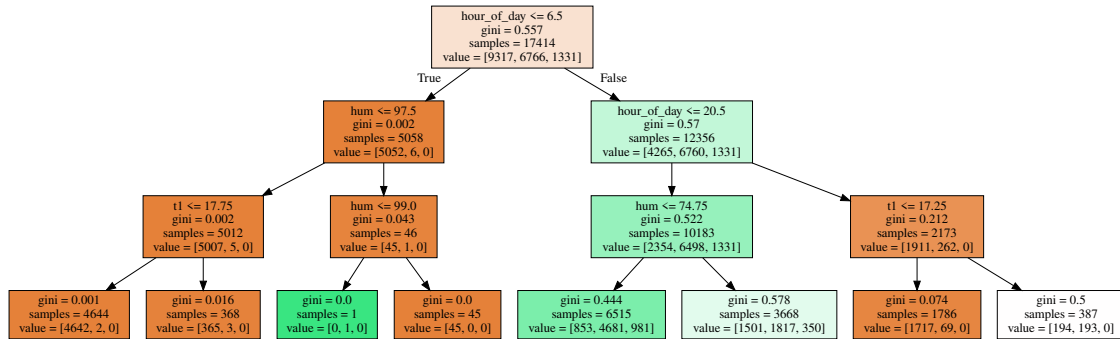 hour_of_day <= 6.5
gini = 0.557
samples = 17414
value = [9317, 6766, 1331]
True
False
hum <= 97.5
gini = 0.002
samples = 5058
value = [5052, 6, 0]
hour_of_day <= 20.5
gini = 0.57
samples = 12356
value = [4265, 6760, 1331]
t1 <= 17.75
gini = 0.002
samples = 5012
value = [5007, 5, 0]
hum <= 99.0
gini = 0.043
samples = 46
value = [45, 1, 0]
hum <= 74.75
gini = 0.522
samples = 10183
value = [2354, 6498, 1331]
t1 <= 17.25
gini = 0.212
samples = 2173
value = [1911, 262, 0]
gini = 0.001
samples = 4644
value = [4642, 2, 0]
gini = 0.016
samples = 368
value = [365, 3, 0]
gini = 0.0
samples = 1
value = [0, 1, 0]
gini = 0.0
samples = 45
value = [45, 0, 0]
gini = 0.444
samples = 6515
value = [853, 4681, 981]
gini = 0.578
samples = 3668
value = [1501, 1817, 350]
gini = 0.074
samples = 1786
value = [1717, 69, 0]
gini = 0.5
samples = 387
value = [194, 193, 0]